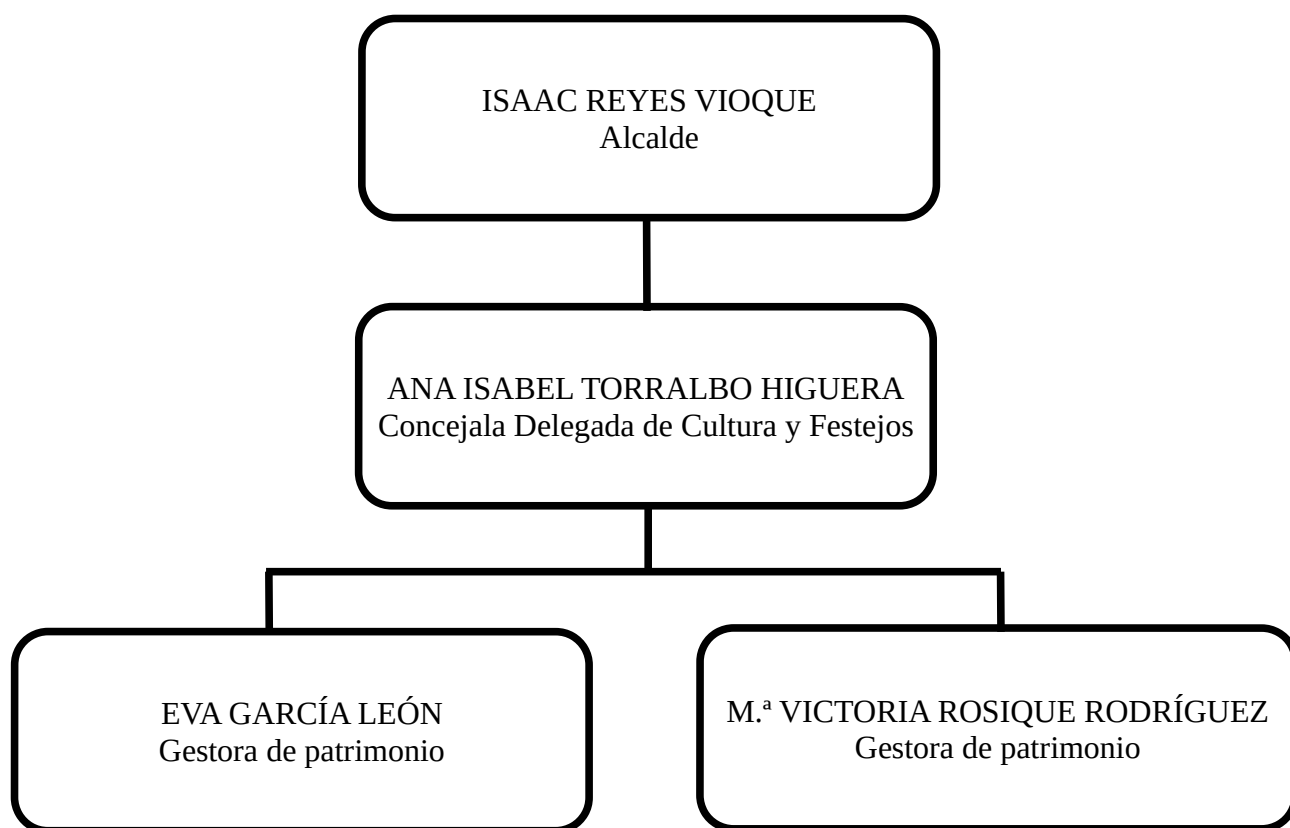 ISAAC REYES VIOQUE
Alcalde
ANA ISABEL TORRALBO HIGUERA
Concejala Delegada de Cultura y Festejos
EVA GARCÍA LEÓN
Gestora de patrimonio
M.ª VICTORIA ROSIQUE RODRÍGUEZ
Gestora de patrimonio